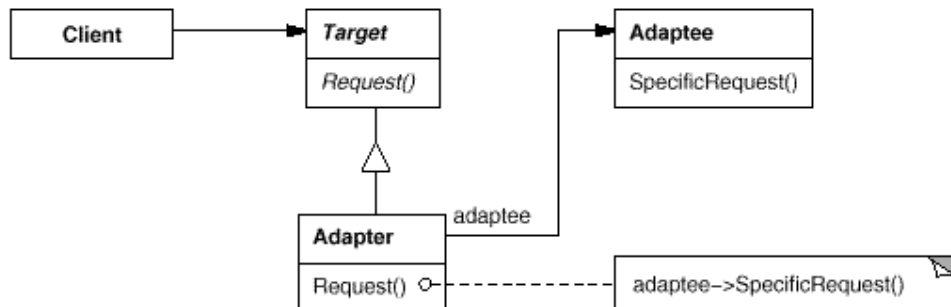 Client
Target
Request()
Adaptee
SpecificRequest()
adaptee
Adapter
Request()
adaptee->SpecificRequest()